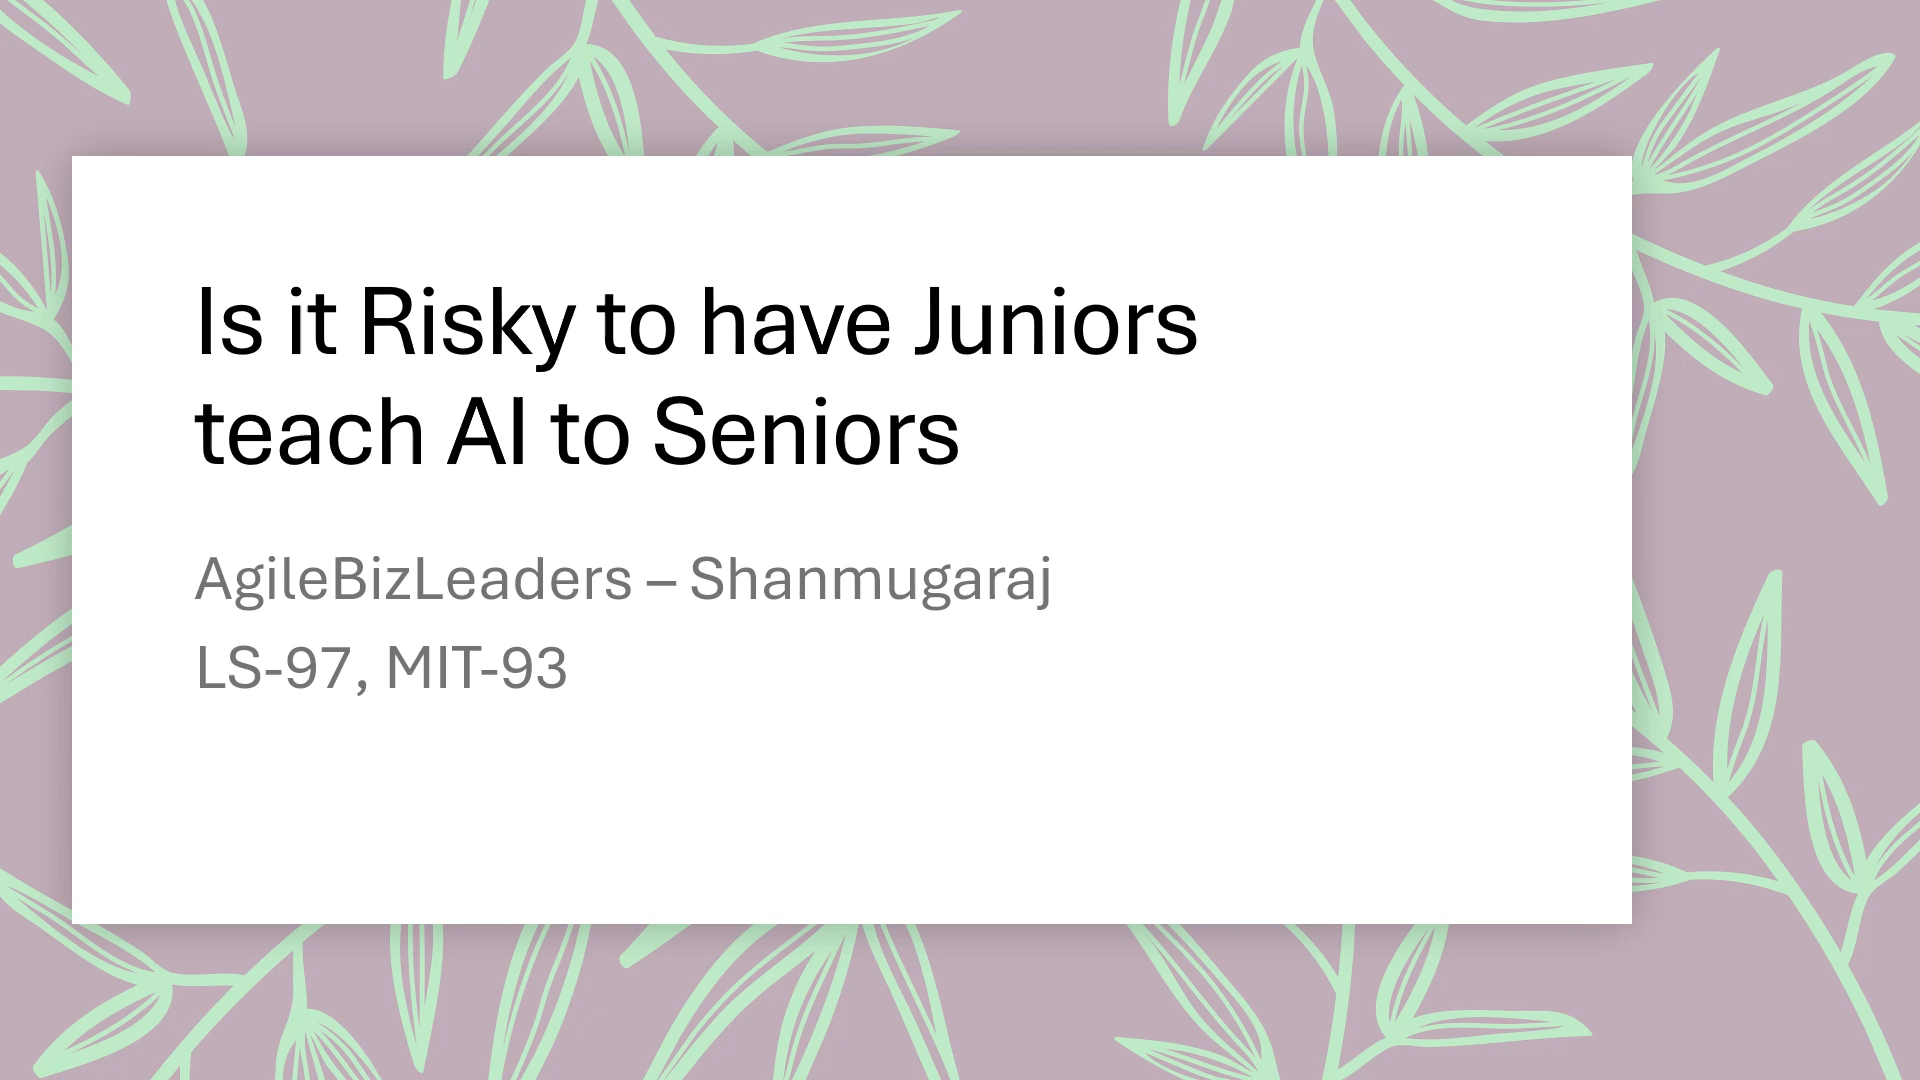 Is it Risky to have Juniors
teach AI to Seniors
AgileBizLeaders – Shanmugaraj
LS-97, MIT-93